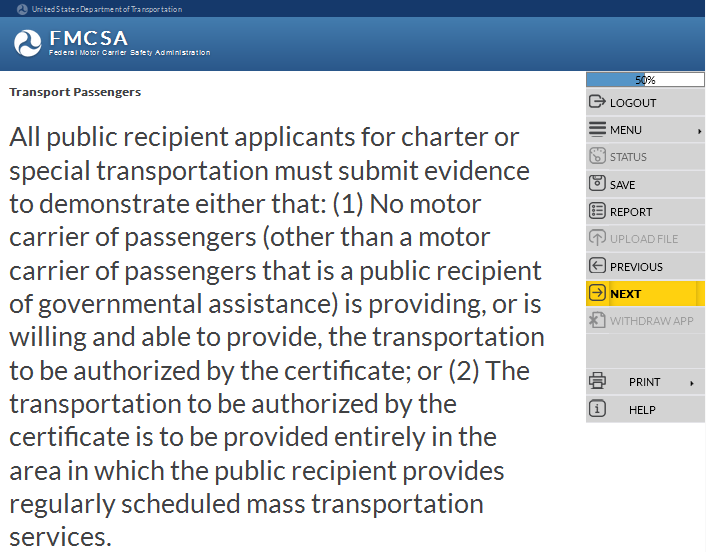 United States Department of Transportation
FMCSA
Federal Motor Carrier Safety Administration
Transport Passengers
All public recipient applicants for charter or
special transportation must submit evidence
to demonstrate either that: (1) No motor
carrier of passengers (other than a motor
carrier of passengers that is a public recipient
of governmental assistance) is providing, or is
willing and able to provide, the transportation
to be authorized by the certificate; or (2) The
transportation to be authorized by the
certificate is to be provided entirely in the
area in which the public recipient provides
regularly scheduled mass transportation
services.
50%
LOGOUT
MENU
STATUS
SAVE
REPORT
UPLOAD FILE
PREVIOUS
NEXT
WITHDRAW APP
PRINT
HELP